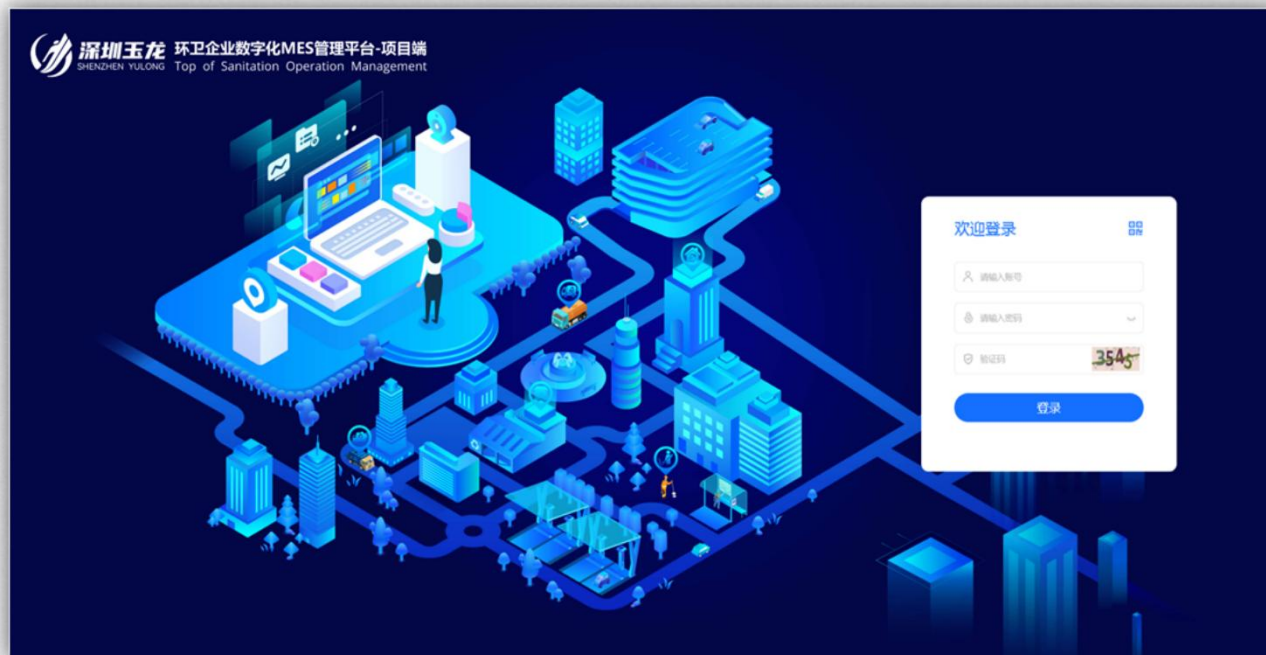 深圳玉龙
SHENZHEN YULONG
环卫企业数字化MES管理平台-项目端
Top of Sanitation Operation Management
欢迎登录
请输入账号
请输入密码
验证码
3545
登录